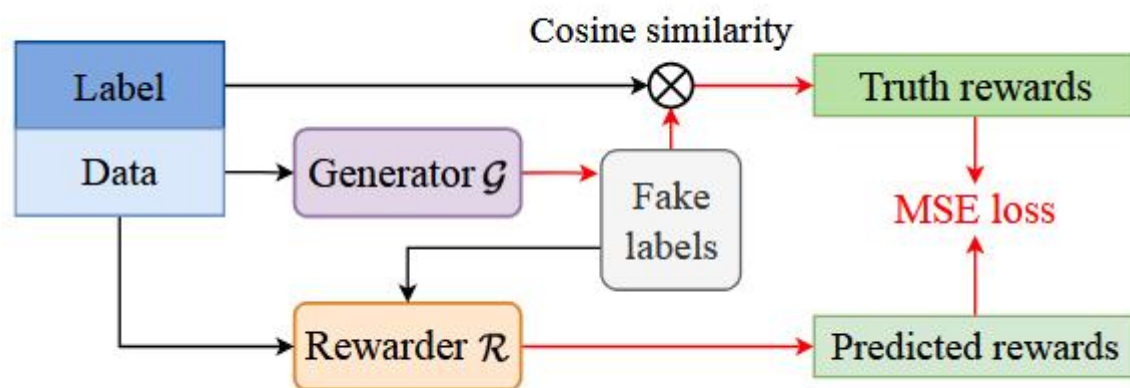 Cosine similarity
Label
Truth rewards
Data
Generator 𝒢
Fake
labels
MSE loss
Rewarder ℛ
Predicted rewards